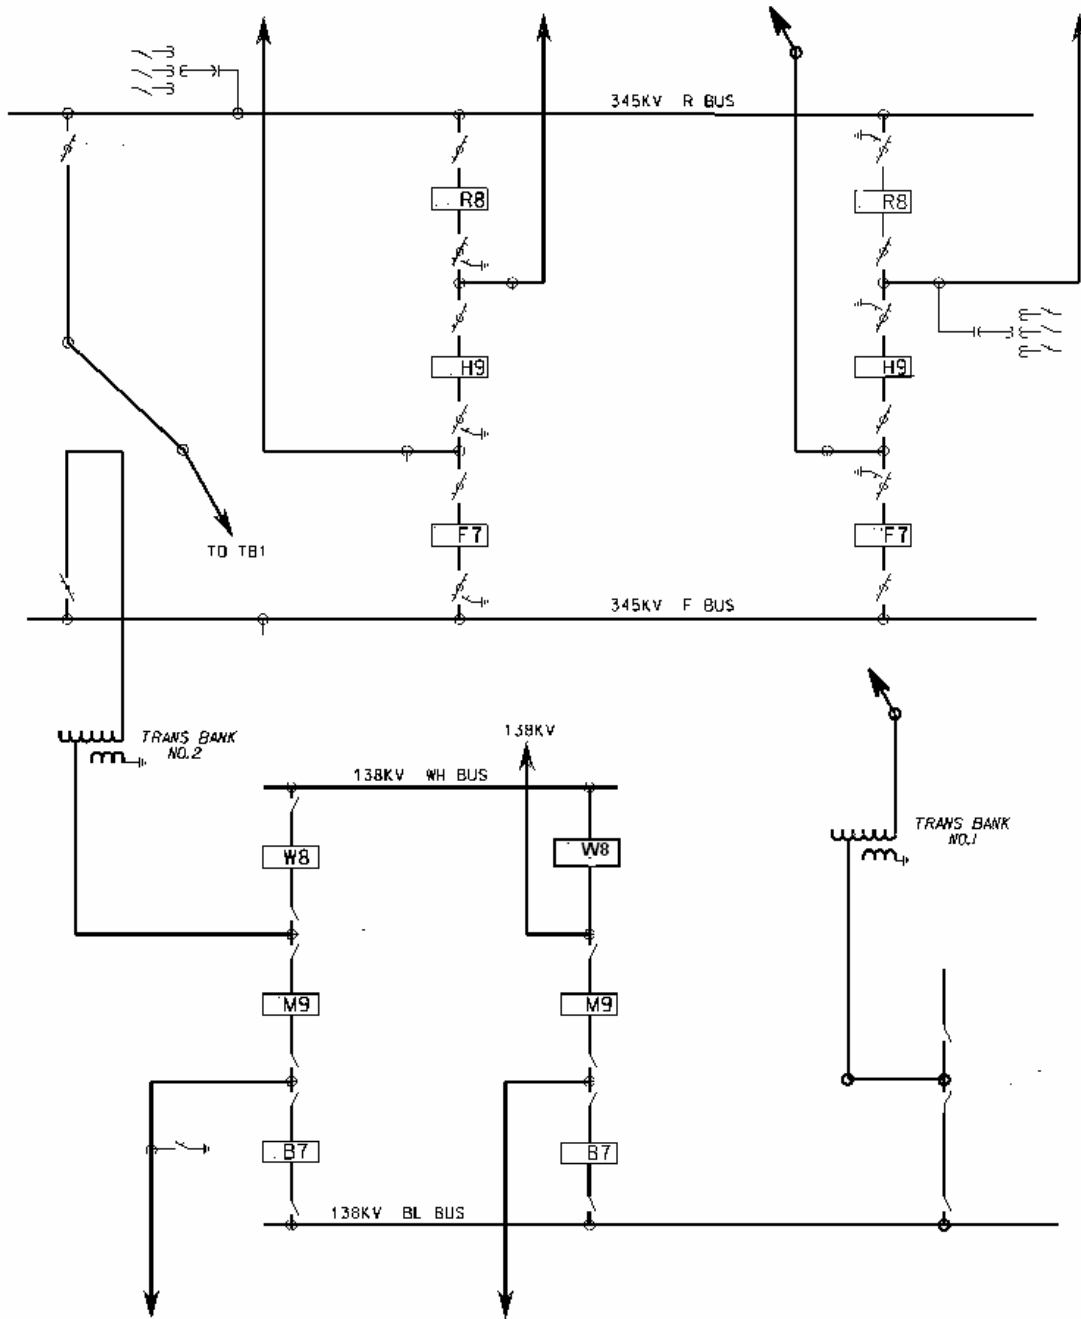 345KV R BUS
R8
R8
H9
H9
F7
F7
TO TB1
345KV F BUS
TRANS BANK
NO.2
138KV
138KV WH BUS
TRANS BANK
NO.1
W8
W8
M9
M9
B7
B7
138KV BL BUS